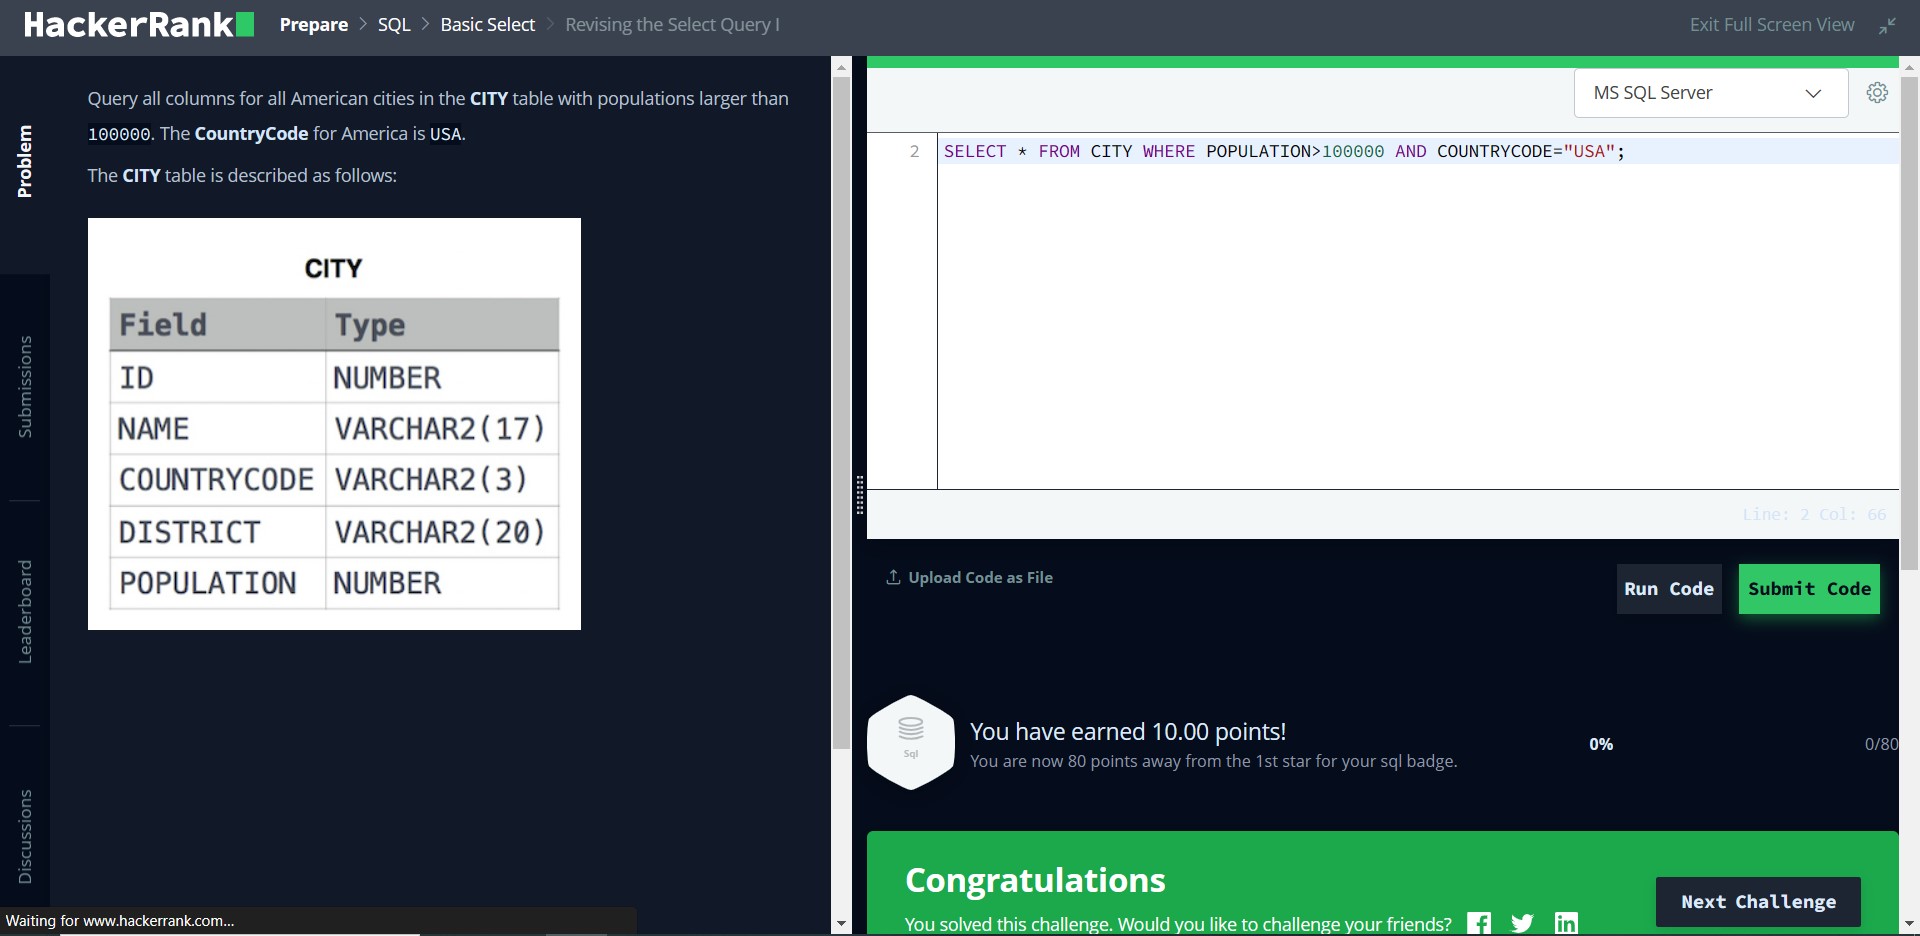 HackerRank
Prepare > SQL > Basic Select > Revising the Select Query I
Exit Full Screen View
Problem
Submissions
Leaderboard
Discussions
Query all columns for all American cities in the CITY table with populations larger than
100000. The CountryCode for America is USA.
The CITY table is described as follows:
CITY
Field Type
ID NUMBER
NAME VARCHAR2(17)
COUNTRYCODE VARCHAR2(3)
DISTRICT VARCHAR2(20)
POPULATION NUMBER
Waiting for www.hackerrank.com...
MS SQL Server
2 SELECT * FROM CITY WHERE POPULATION>100000 AND COUNTRYCODE="USA";
Line: 2 Col: 66
Upload Code as File
Run Code
Submit Code
Sql
You have earned 10.00 points!
You are now 80 points away from the 1st star for your sql badge.
0%
0/80
Congratulations
You solved this challenge. Would you like to challenge your friends?
Next Challenge